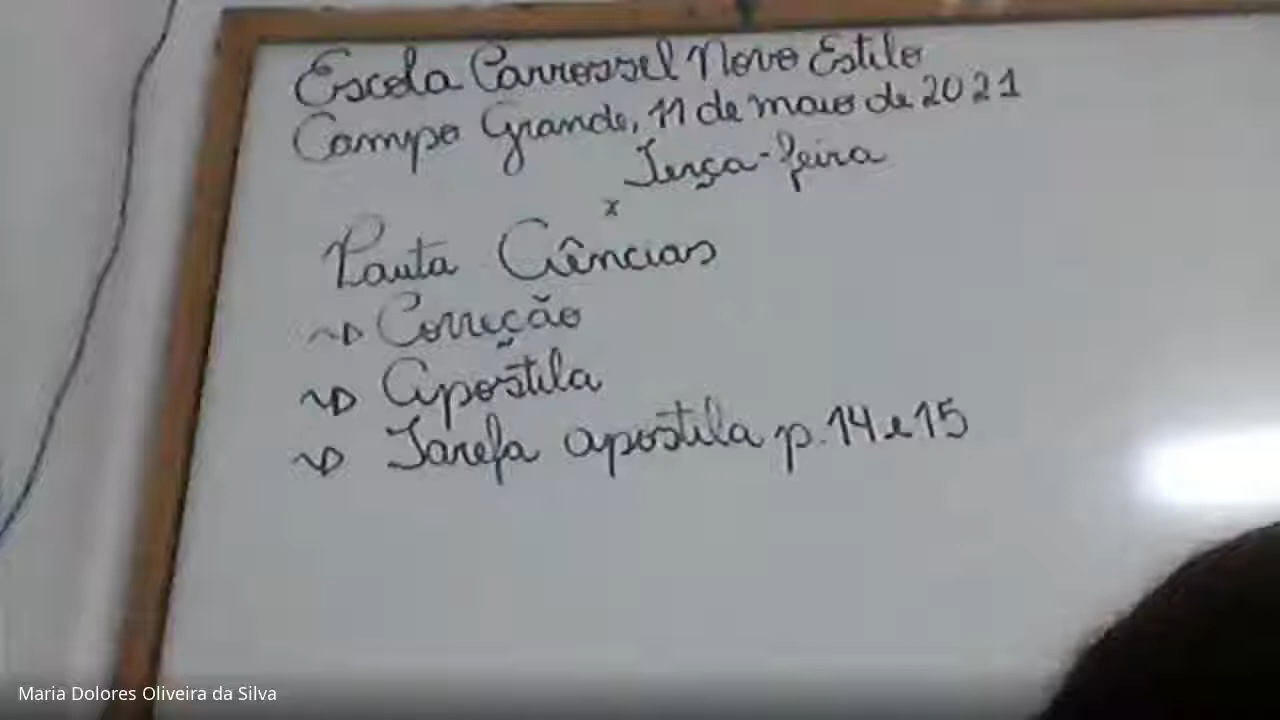 Escola Carrossel Novo Estilo
Campo Grande, 11 de maio de 2021
Terça-feira
x
Pauta Ciências
Correção
Apostila
Tarefa apostila p. 14 e 15
Maria Dolores Oliveira da Silva